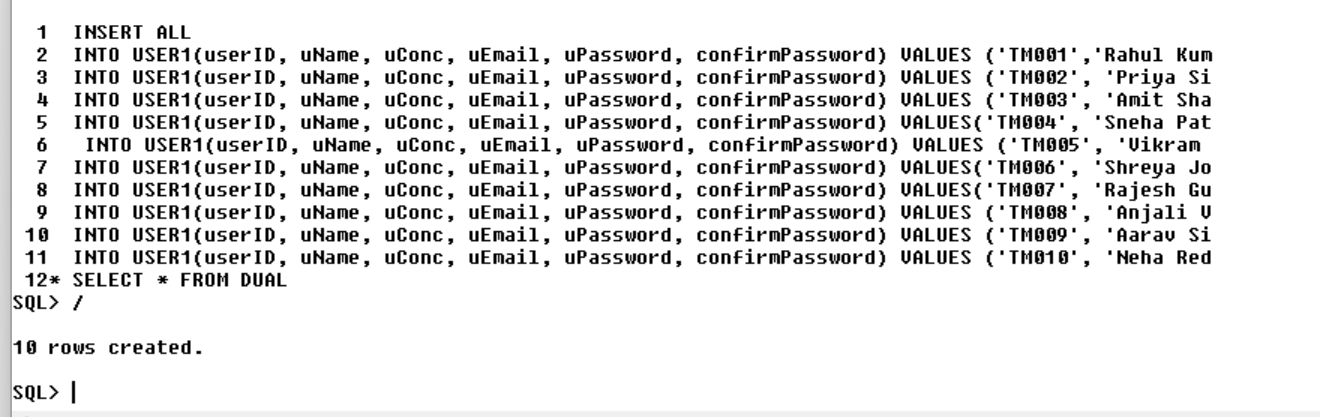 1 INSERT ALL
2 INTO USER1(userID, uName, uConc, uEmail, uPassword, confirmPassword) VALUES ('TM001','Rahul Kum
3 INTO USER1(userID, uName, uConc, uEmail, uPassword, confirmPassword) VALUES ('TM002', 'Priya Si
4 INTO USER1(userID, uName, uConc, uEmail, uPassword, confirmPassword) VALUES ('TM003', 'Amit Sha
5 INTO USER1(userID, uName, uConc, uEmail, uPassword, confirmPassword) VALUES('TM004', 'Sneha Pat
6 INTO USER1(userID, uName, uConc, uEmail, uPassword, confirmPassword) VALUES ('TM005', 'Vikram
7 INTO USER1(userID, uName, uConc, uEmail, uPassword, confirmPassword) VALUES('TM006', 'Shreya Jo
8 INTO USER1(userID, uName, uConc, uEmail, uPassword, confirmPassword) VALUES('TM007', 'Rajesh Gu
9 INTO USER1(userID, uName, uConc, uEmail, uPassword, confirmPassword) VALUES ('TM008', 'Anjali V
10 INTO USER1(userID, uName, uConc, uEmail, uPassword, confirmPassword) VALUES ('TM009', 'Aarav Si
11 INTO USER1(userID, uName, uConc, uEmail, uPassword, confirmPassword) VALUES ('TM010', 'Neha Red
12* SELECT * FROM DUAL
SQL> /
10 rows created.
SQL>